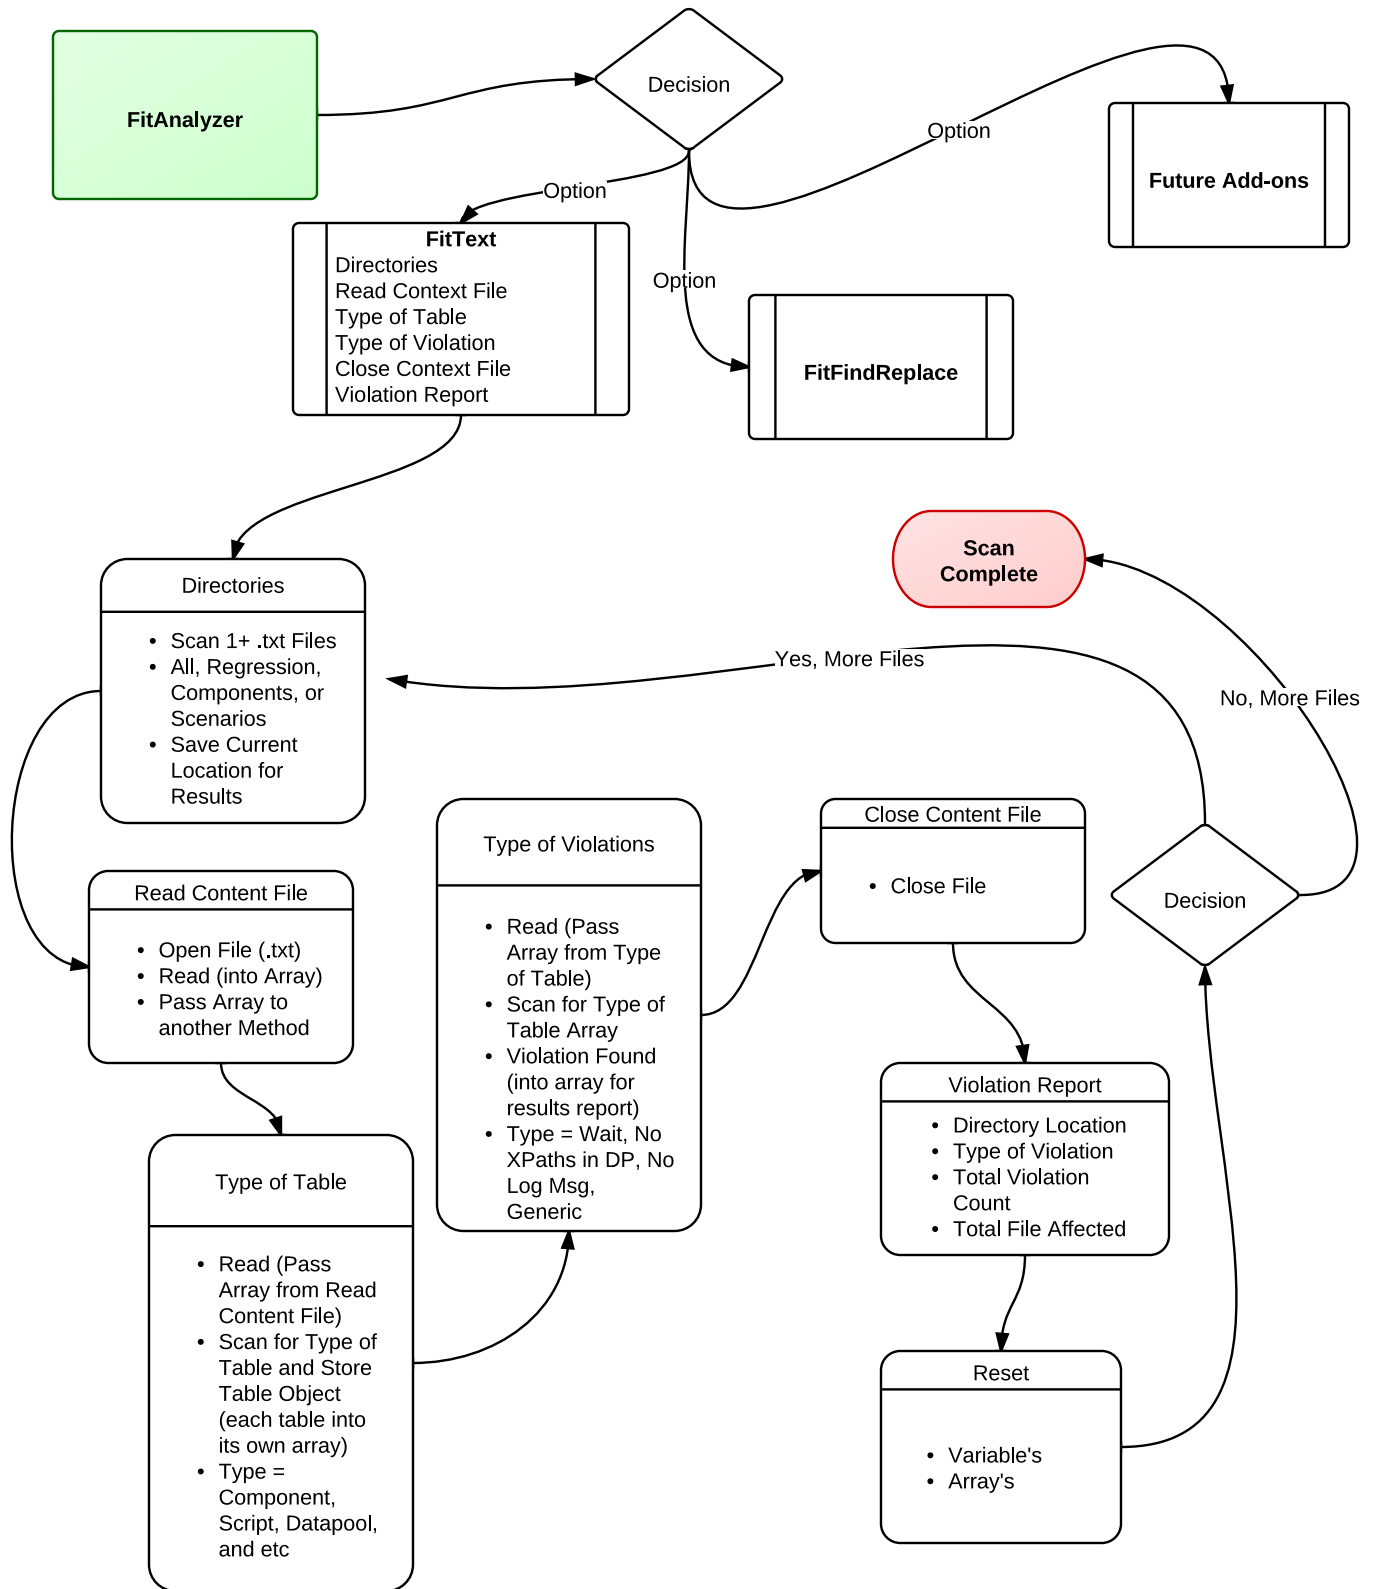 FitAnalyzer
Decision
Option
Future Add-ons
Option
FitText
Directories
Read Context File
Type of Table
Type of Violation
Close Context File
Violation Report
Option
FitFindReplace
Scan
Complete
Directories
• Scan 1+ .txt Files
• All, Regression,
Components, or
Scenarios
• Save Current
Location for
Results
Yes, More Files
No, More Files
Read Content File
• Open File (.txt)
• Read (into Array)
• Pass Array to
another Method
Type of Table
• Read (Pass
Array from Read
Content File)
• Scan for Type of
Table and Store
Table Object
(each table into
its own array)
• Type =
Component,
Script, Datapool,
and etc
Type of Violations
• Read (Pass
Array from Type
of Table)
• Scan for Type of
Table Array
• Violation Found
(into array for
results report)
• Type = Wait, No
XPaths in DP, No
Log Msg,
Generic
Close Content File
• Close File
Decision
Violation Report
• Directory Location
• Type of Violation
• Total Violation
Count
• Total File Affected
Reset
• Variable's
• Array's